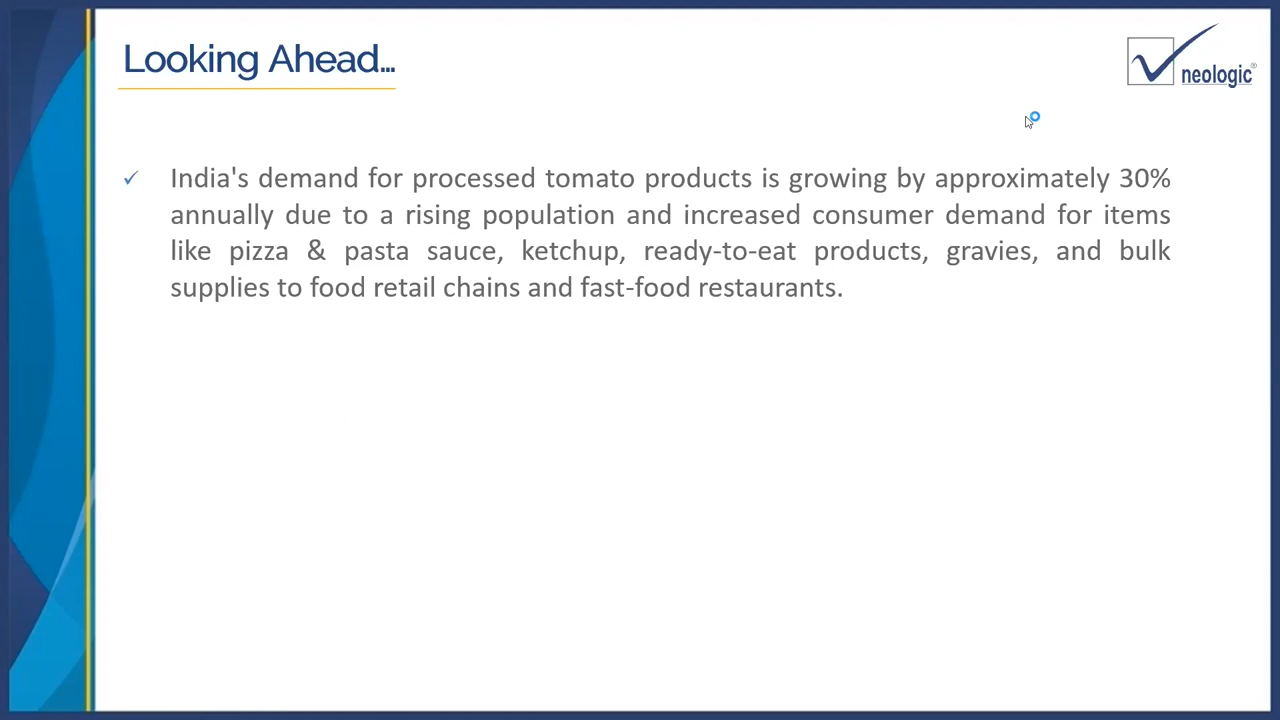 Looking Ahead...
neologic®
✓ India's demand for processed tomato products is growing by approximately 30%
annually due to a rising population and increased consumer demand for items
like pizza & pasta sauce, ketchup, ready-to-eat products, gravies, and bulk
supplies to food retail chains and fast-food restaurants.